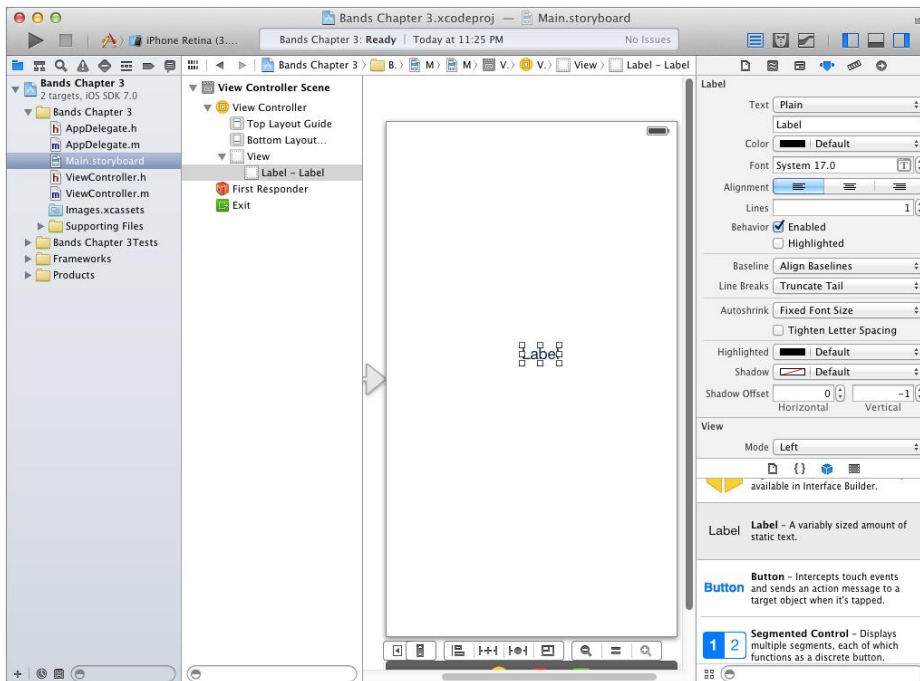 Bands Chapter 3.xcodeproj — Main.storyboard
iPhone Retina (3....
Bands Chapter 3: Ready | Today at 11:25 PM
No Issues
Bands Chapter 3 〉 B. 〉 M 〉 M 〉 V. 〉 V. 〉 View 〉 Label – Label
Bands Chapter 3
2 targets, iOS SDK 7.0
Bands Chapter 3
AppDelegate.h
AppDelegate.m
Main.storyboard
ViewController.h
ViewController.m
Images.xcassets
Supporting Files
Bands Chapter 3Tests
Frameworks
Products
View Controller Scene
View Controller
Top Layout Guide
Bottom Layout...
View
Label – Label
First Responder
Exit
Label
Label
Text Plain
Label
Color Default
Font System 17.0
Alignment
Lines 1
Behavior Enabled
Highlighted
Baseline Align Baselines
Line Breaks Truncate Tail
Autoshrink Fixed Font Size
Tighten Letter Spacing
Highlighted Default
Shadow Default
Shadow Offset 0 -1
Horizontal Vertical
View
Mode Left
available in Interface Builder.
Label
Label – A variably sized amount of
static text.
Button
Button – Intercepts touch events
and sends an action message to a
target object when it's tapped.
1 2
Segmented Control – Displays
multiple segments, each of which
functions as a discrete button.